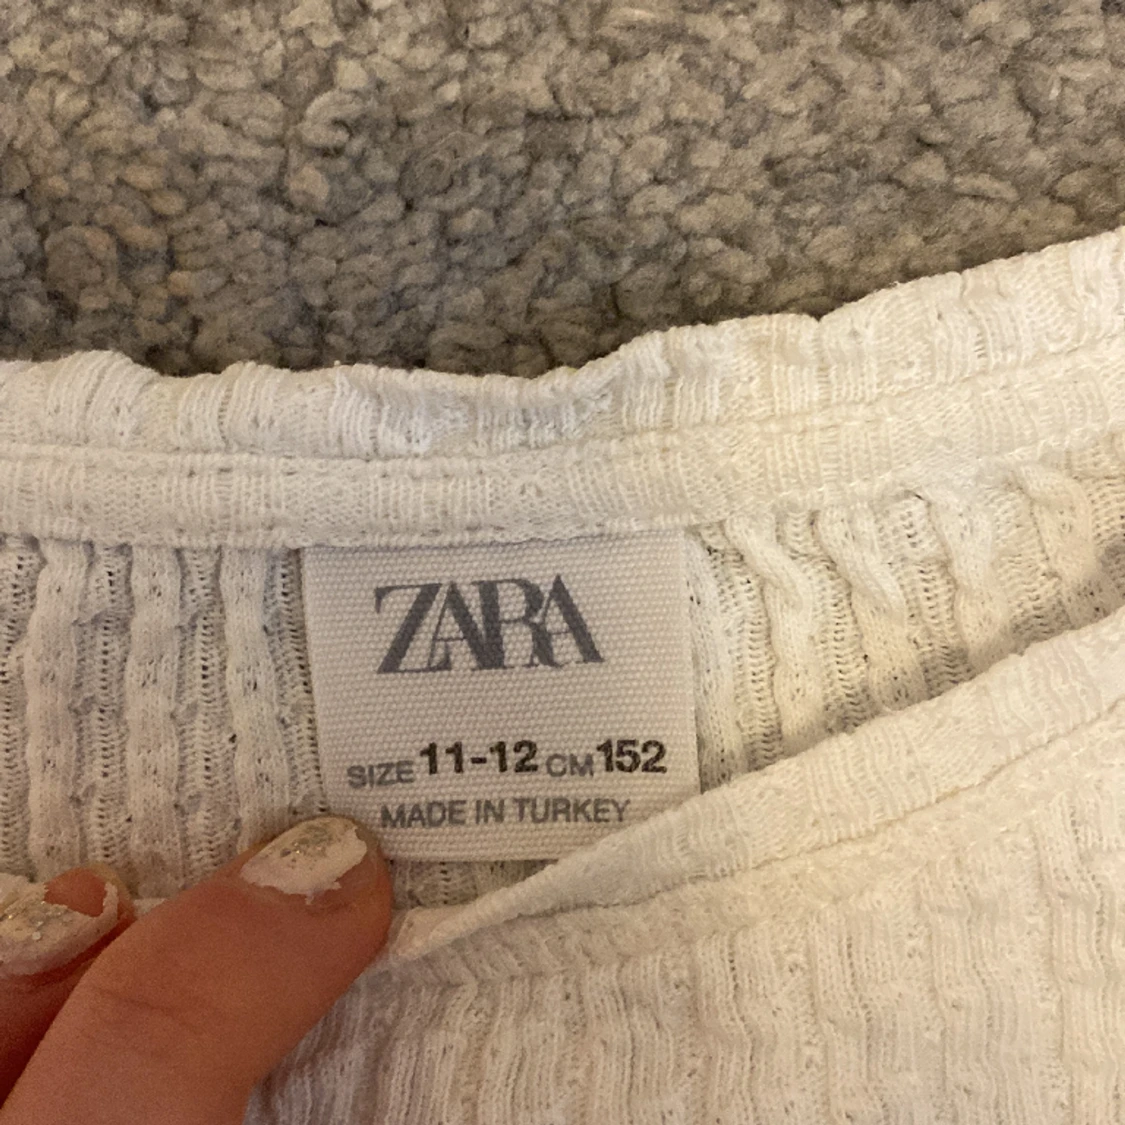 ZARA
SIZE 11-12 CM 152
MADE IN TURKEY